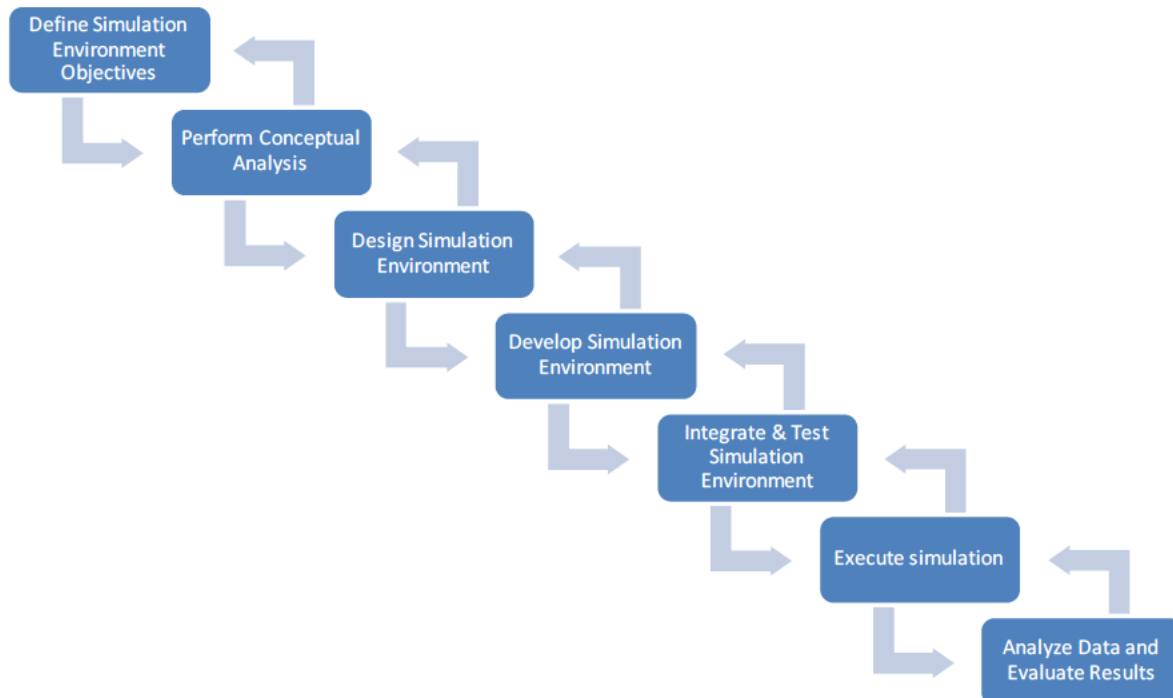 Define Simulation
Environment
Objectives
Perform Conceptual
Analysis
Design Simulation
Environment
Develop Simulation
Environment
Integrate & Test
Simulation
Environment
Execute simulation
Analyze Data and
Evaluate Results